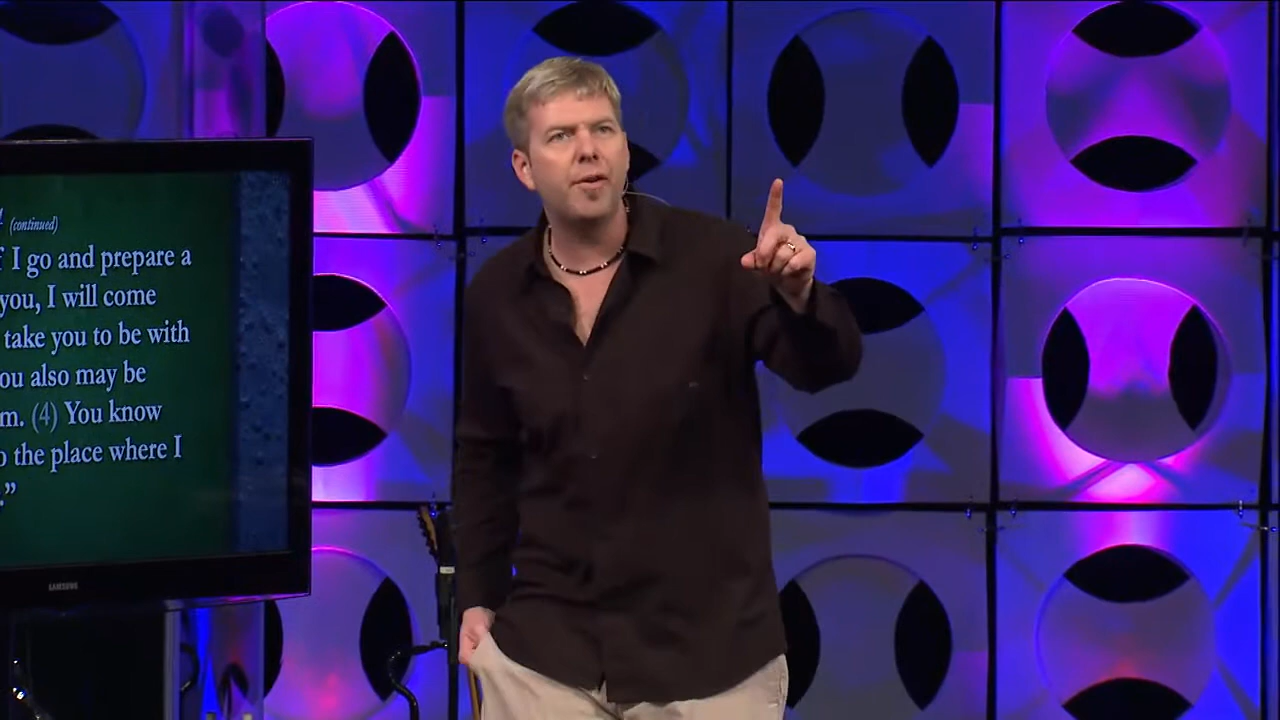 (continued)
I go and prepare a
you, I will come
take you to be with
ou also may be
m. (4) You know
o the place where I
.”
SAMSUNG